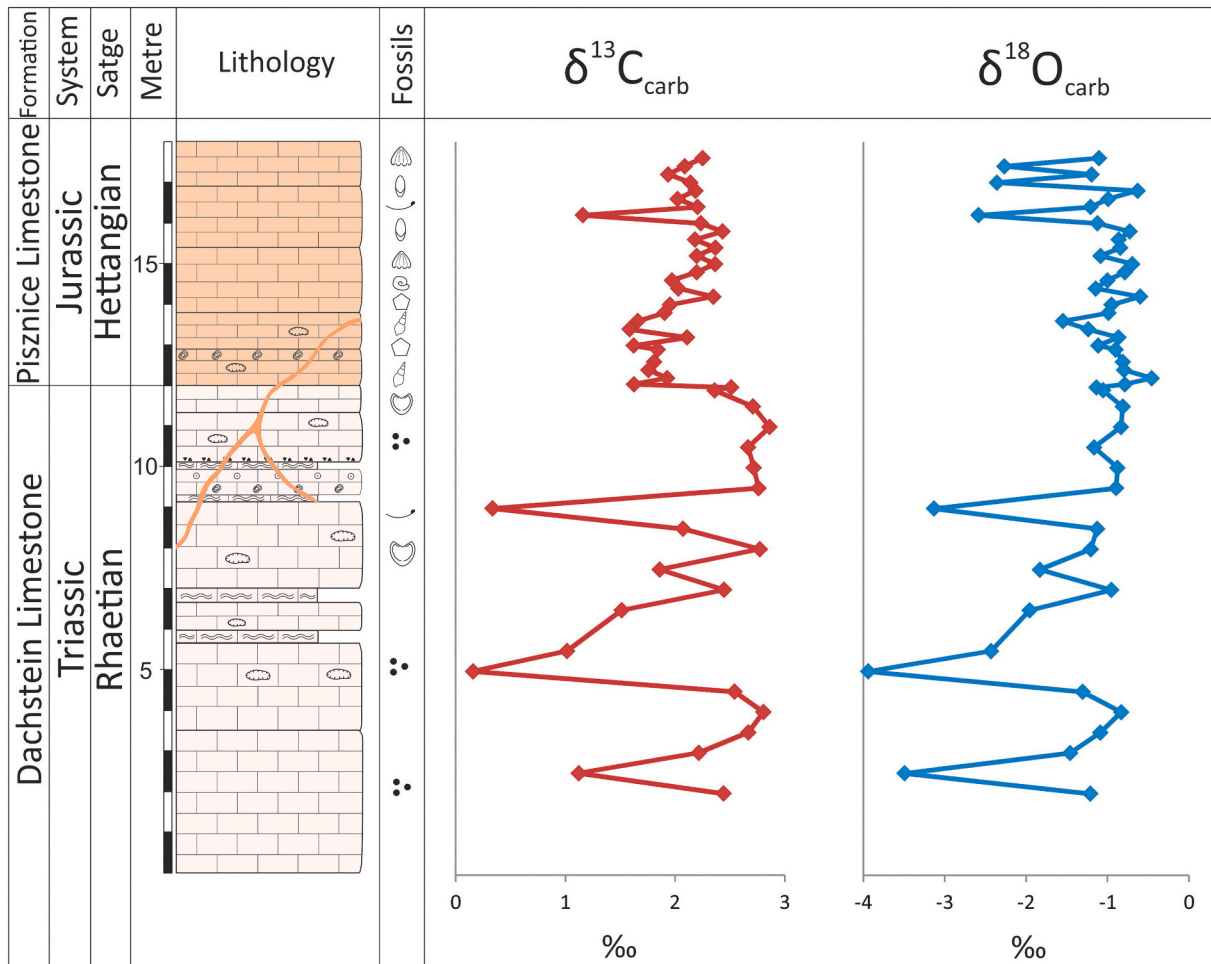 Formation
System
Satge
Metre
Lithology
Fossils
δ¹³Ccarb
δ¹⁸Ocarb
Pisznice Limestone
Jurassic
Hettangian
Dachstein Limestone
Triassic
Rhaetian
15
10
5
0 1 2 3
‰
-4 -3 -2 -1 0
‰